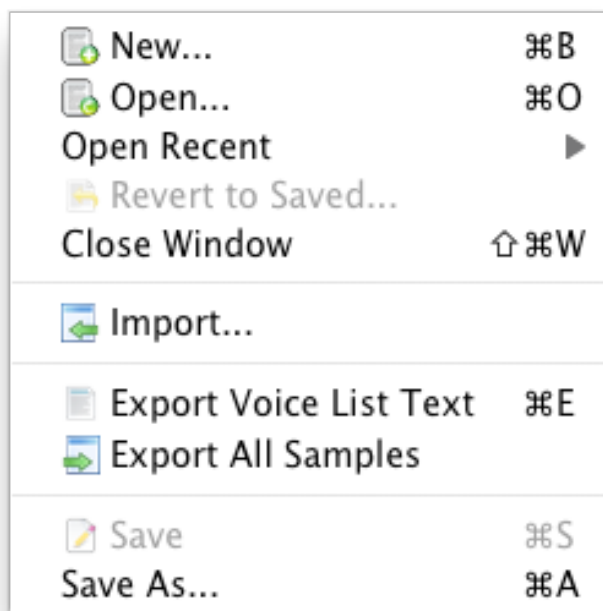 New... ⌘B
Open... ⌘O
Open Recent
Revert to Saved...
Close Window ⇧⌘W
Import...
Export Voice List Text ⌘E
Export All Samples
Save ⌘S
Save As... ⌘A